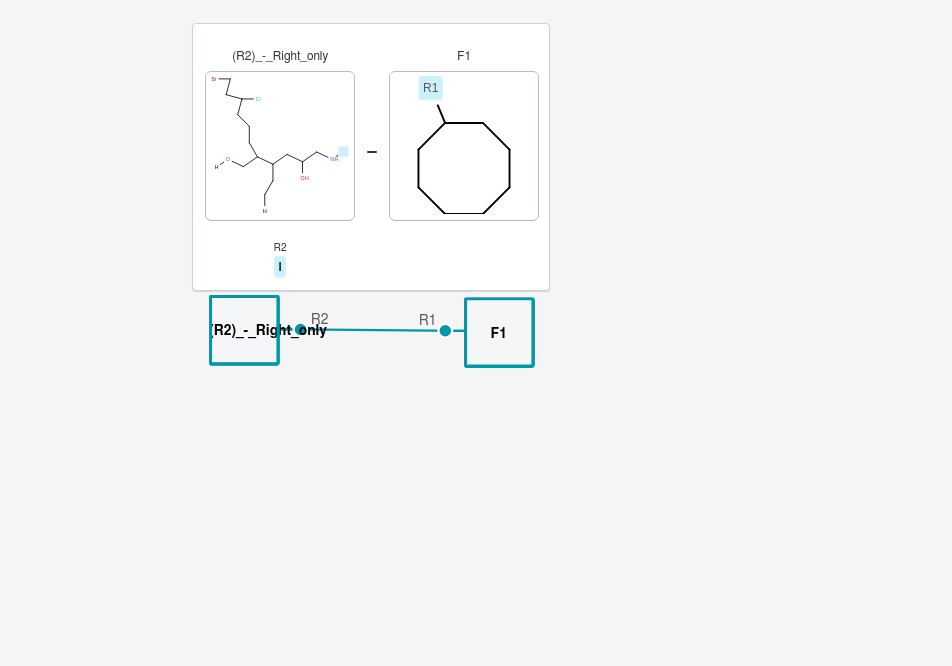 (R2)_-_Right_only
F1
Br
Cl
O
H
NH
OH
H
R1
–
R2
I
R2
R1
(R2)_-_Right_only
F1